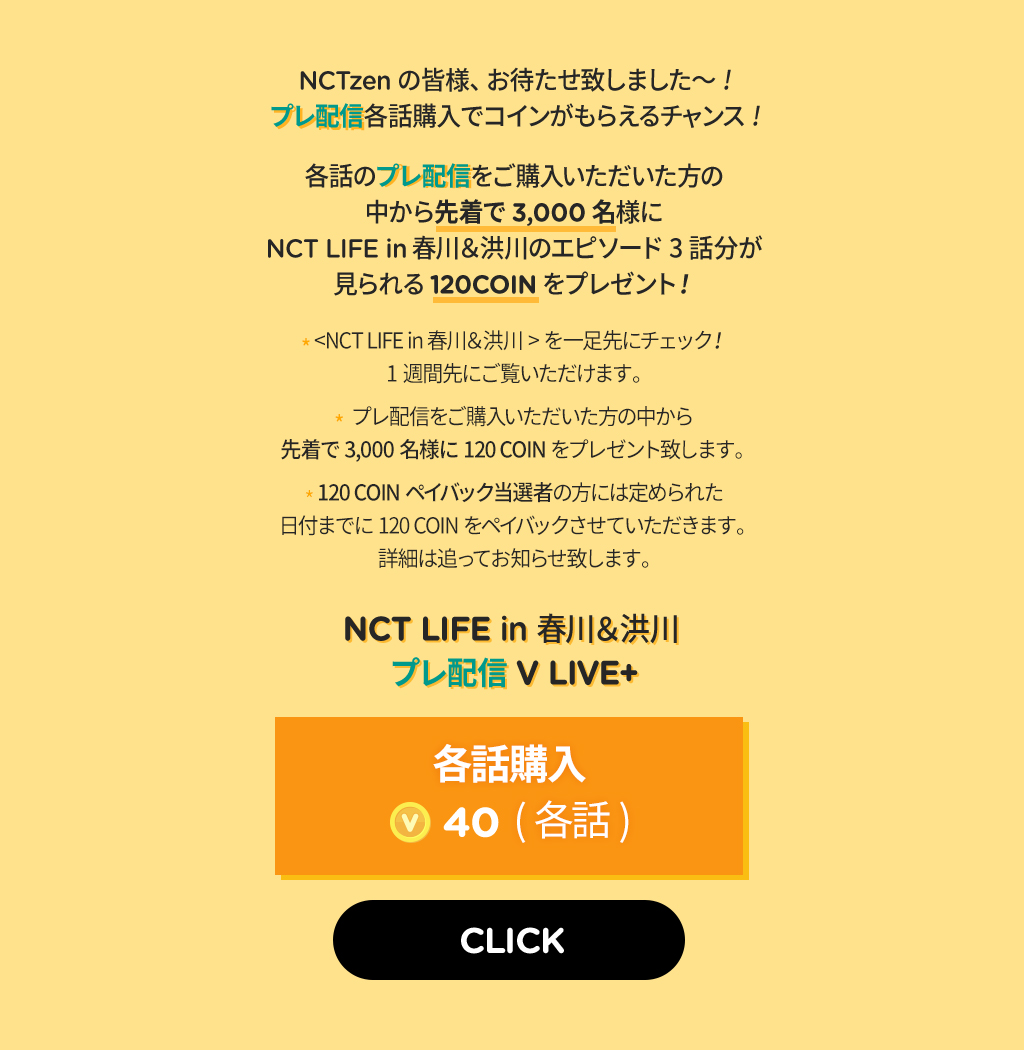 NCTzen の皆様、お待たせ致しました～！
プレ配信各話購入でコインがもらえるチャンス！
各話のプレ配信をご購入いただいた方の
中から先着で 3,000 名様に
NCT LIFE in 春川&洪川のエピソード 3 話分が
見られる 120COIN をプレゼント！
* <NCT LIFE in 春川&洪川 > を一足先にチェック！
1 週間先にご覧いただけます。
* プレ配信をご購入いただいた方の中から
先着で 3,000 名様に 120 COIN をプレゼント致します。
* 120 COIN ペイバック当選者の方には定められた
日付までに 120 COIN をペイバックさせていただきます。
詳細は追ってお知らせ致します。
NCT LIFE in 春川&洪川
プレ配信 V LIVE+
各話購入
V 40 ( 各話 )
CLICK